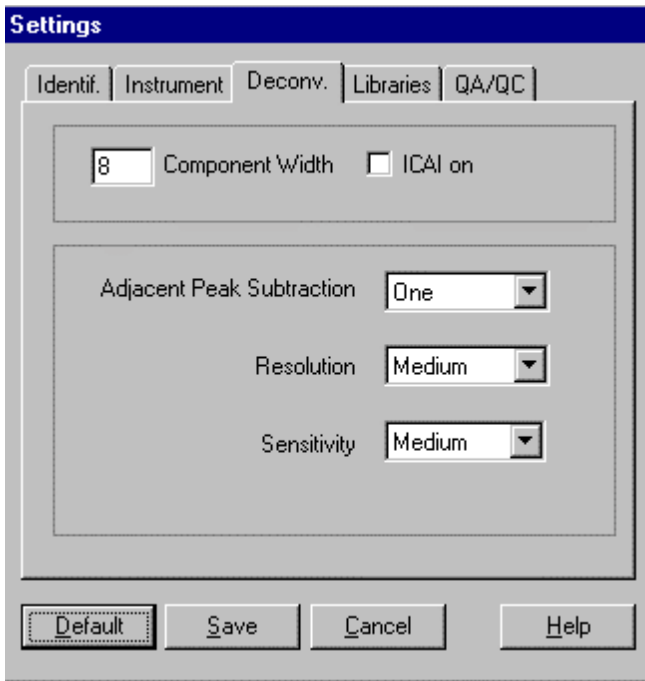 Settings
Identif. Instrument Deconv. Libraries QA/QC
8 Component Width ICAI on
Adjacent Peak Subtraction One
Resolution Medium
Sensitivity Medium
Default Save Cancel Help